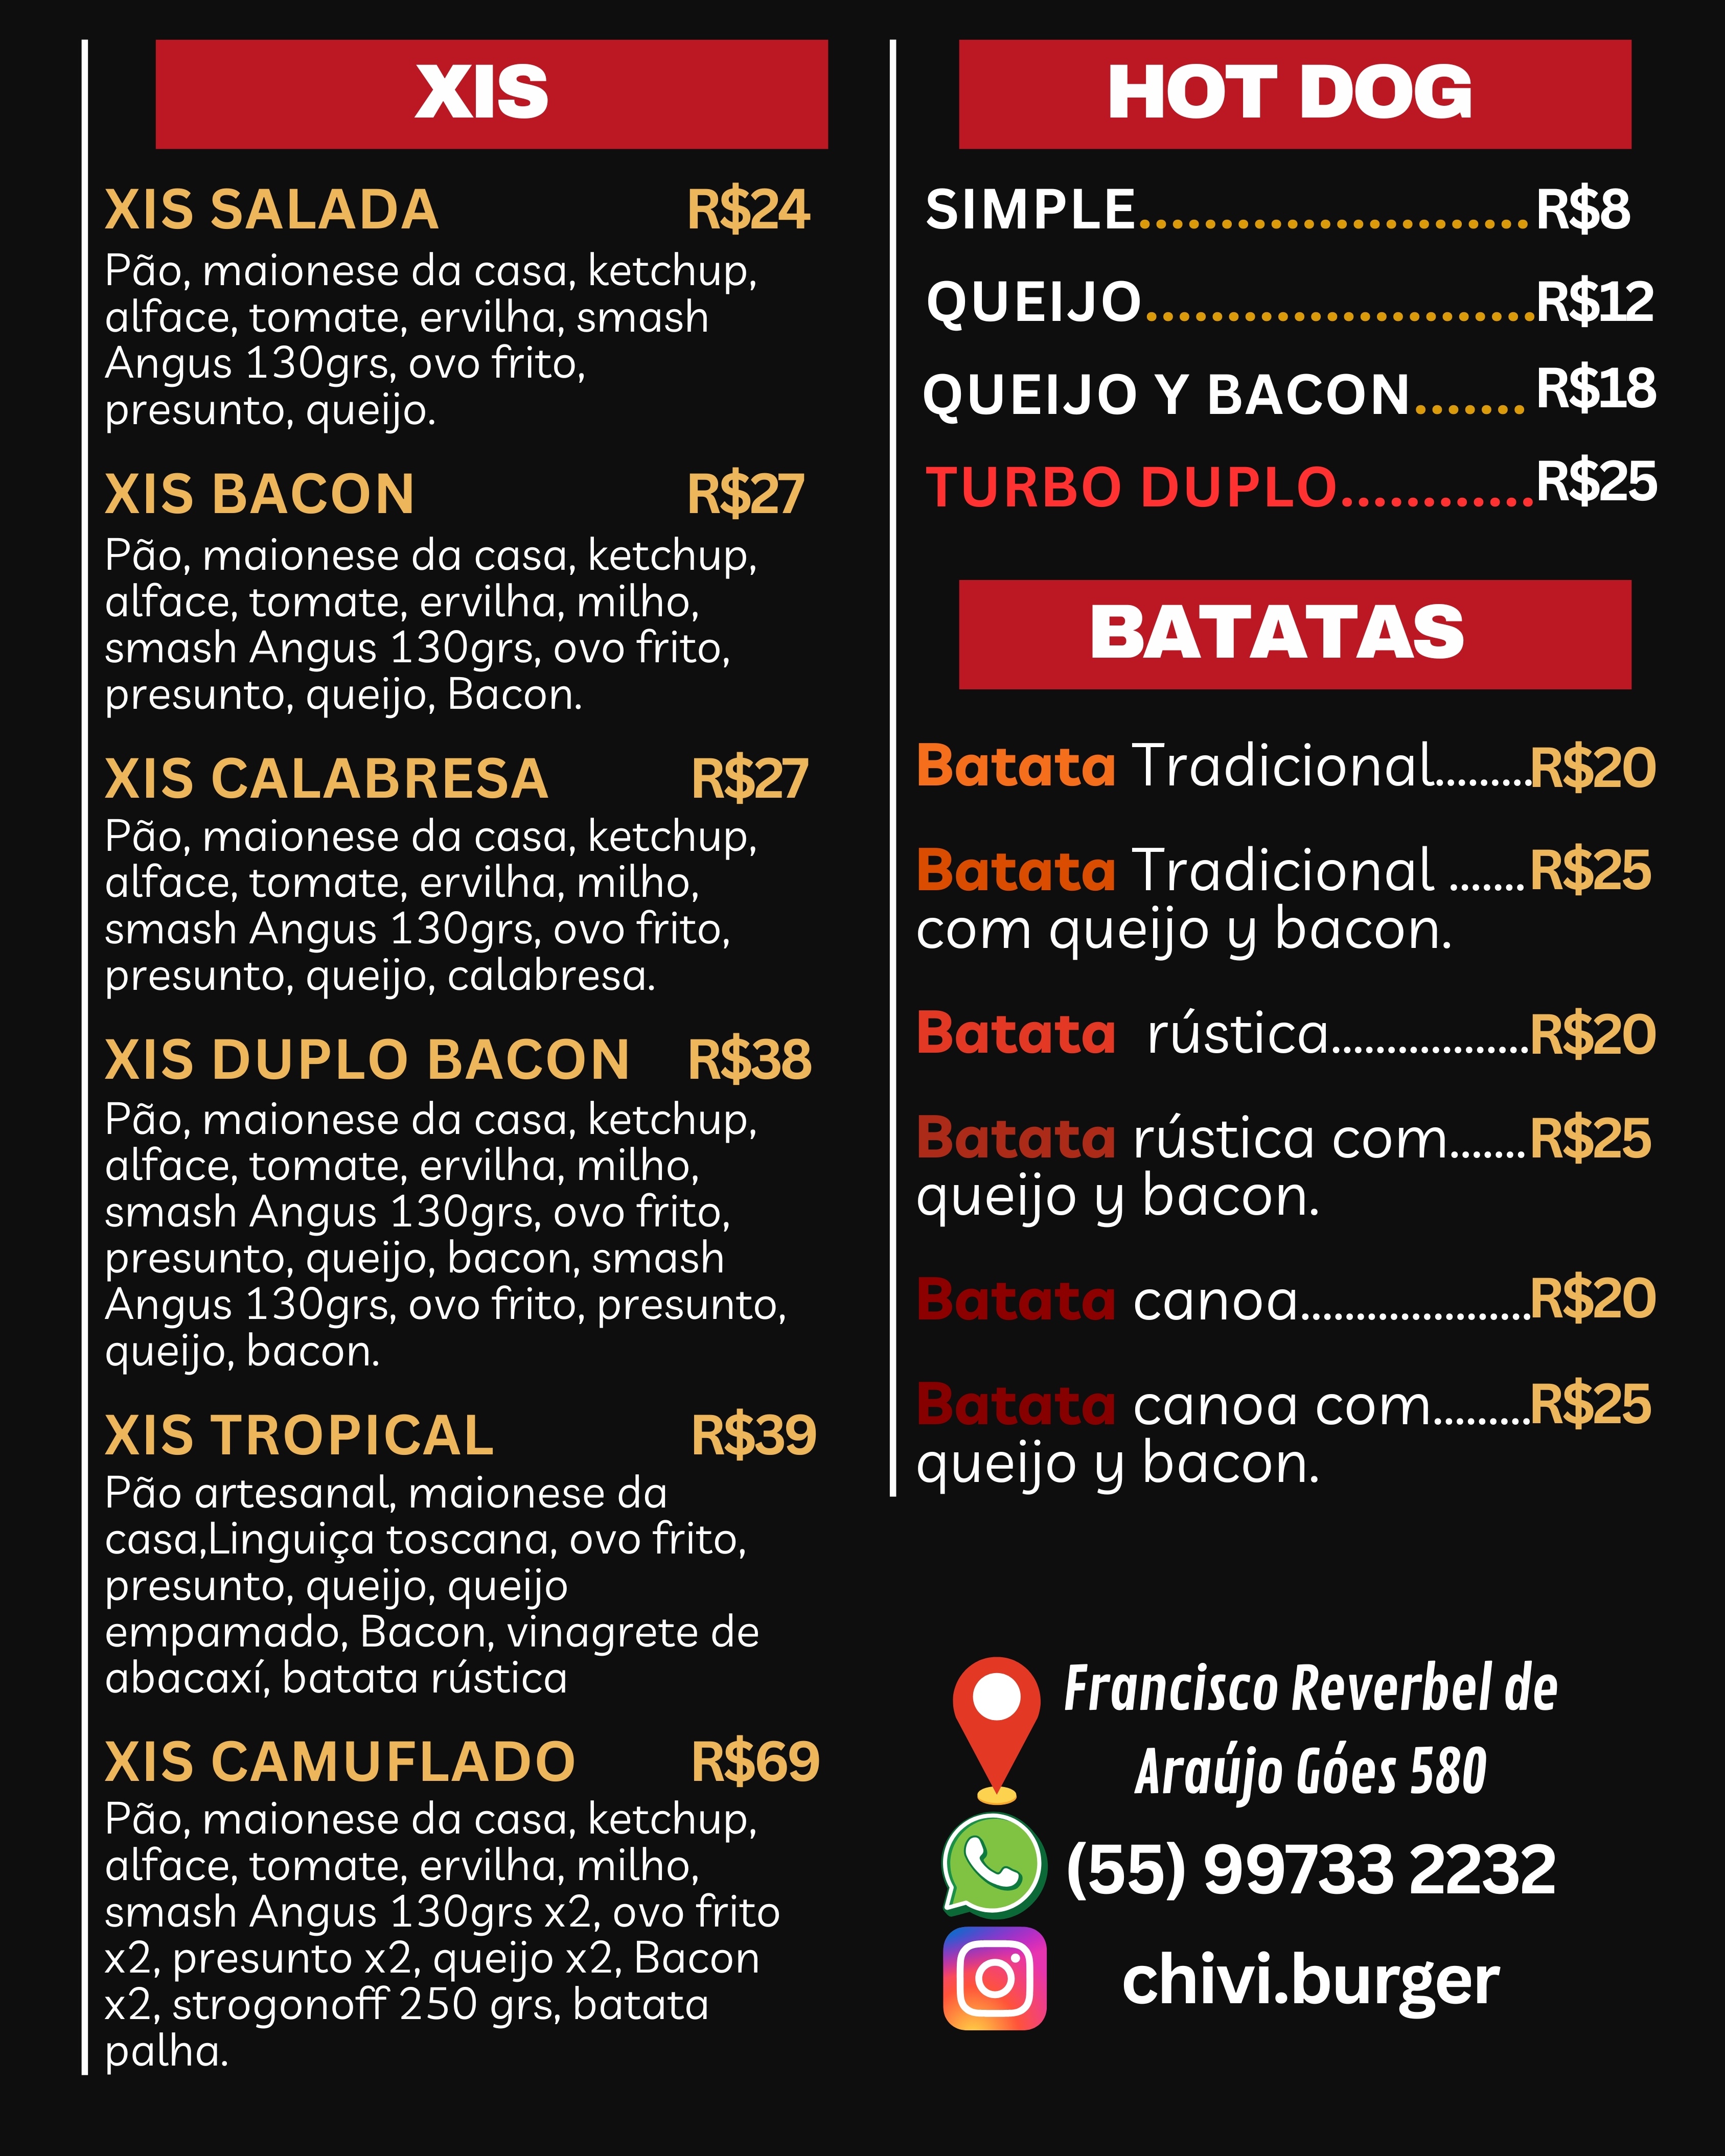 XIS
XIS SALADA R$24
Pão, maionese da casa, ketchup,
alface, tomate, ervilha, smash
Angus 130grs, ovo frito,
presunto, queijo.
XIS BACON R$27
Pão, maionese da casa, ketchup,
alface, tomate, ervilha, milho,
smash Angus 130grs, ovo frito,
presunto, queijo, Bacon.
XIS CALABRESA R$27
Pão, maionese da casa, ketchup,
alface, tomate, ervilha, milho,
smash Angus 130grs, ovo frito,
presunto, queijo, calabresa.
XIS DUPLO BACON R$38
Pão, maionese da casa, ketchup,
alface, tomate, ervilha, milho,
smash Angus 130grs, ovo frito,
presunto, queijo, bacon, smash
Angus 130grs, ovo frito, presunto,
queijo, bacon.
XIS TROPICAL R$39
Pão artesanal, maionese da
casa,Linguiça toscana, ovo frito,
presunto, queijo, queijo
empamado, Bacon, vinagrete de
abacaxí, batata rústica
XIS CAMUFLADO R$69
Pão, maionese da casa, ketchup,
alface, tomate, ervilha, milho,
smash Angus 130grs x2, ovo frito
x2, presunto x2, queijo x2, Bacon
x2, strogonoff 250 grs, batata
palha.
HOT DOG
SIMPLE........................R$8
QUEIJO........................R$12
QUEIJO Y BACON.......R$18
TURBO DUPLO............R$25
BATATAS
Batata Tradicional.........R$20
Batata Tradicional .......R$25
com queijo y bacon.
Batata rústica..................R$20
Batata rústica com.......R$25
queijo y bacon.
Batata canoa.....................R$20
Batata canoa com.........R$25
queijo y bacon.
Francisco Reverbel de
Araújo Góes 580
(55) 99733 2232
chivi.burger